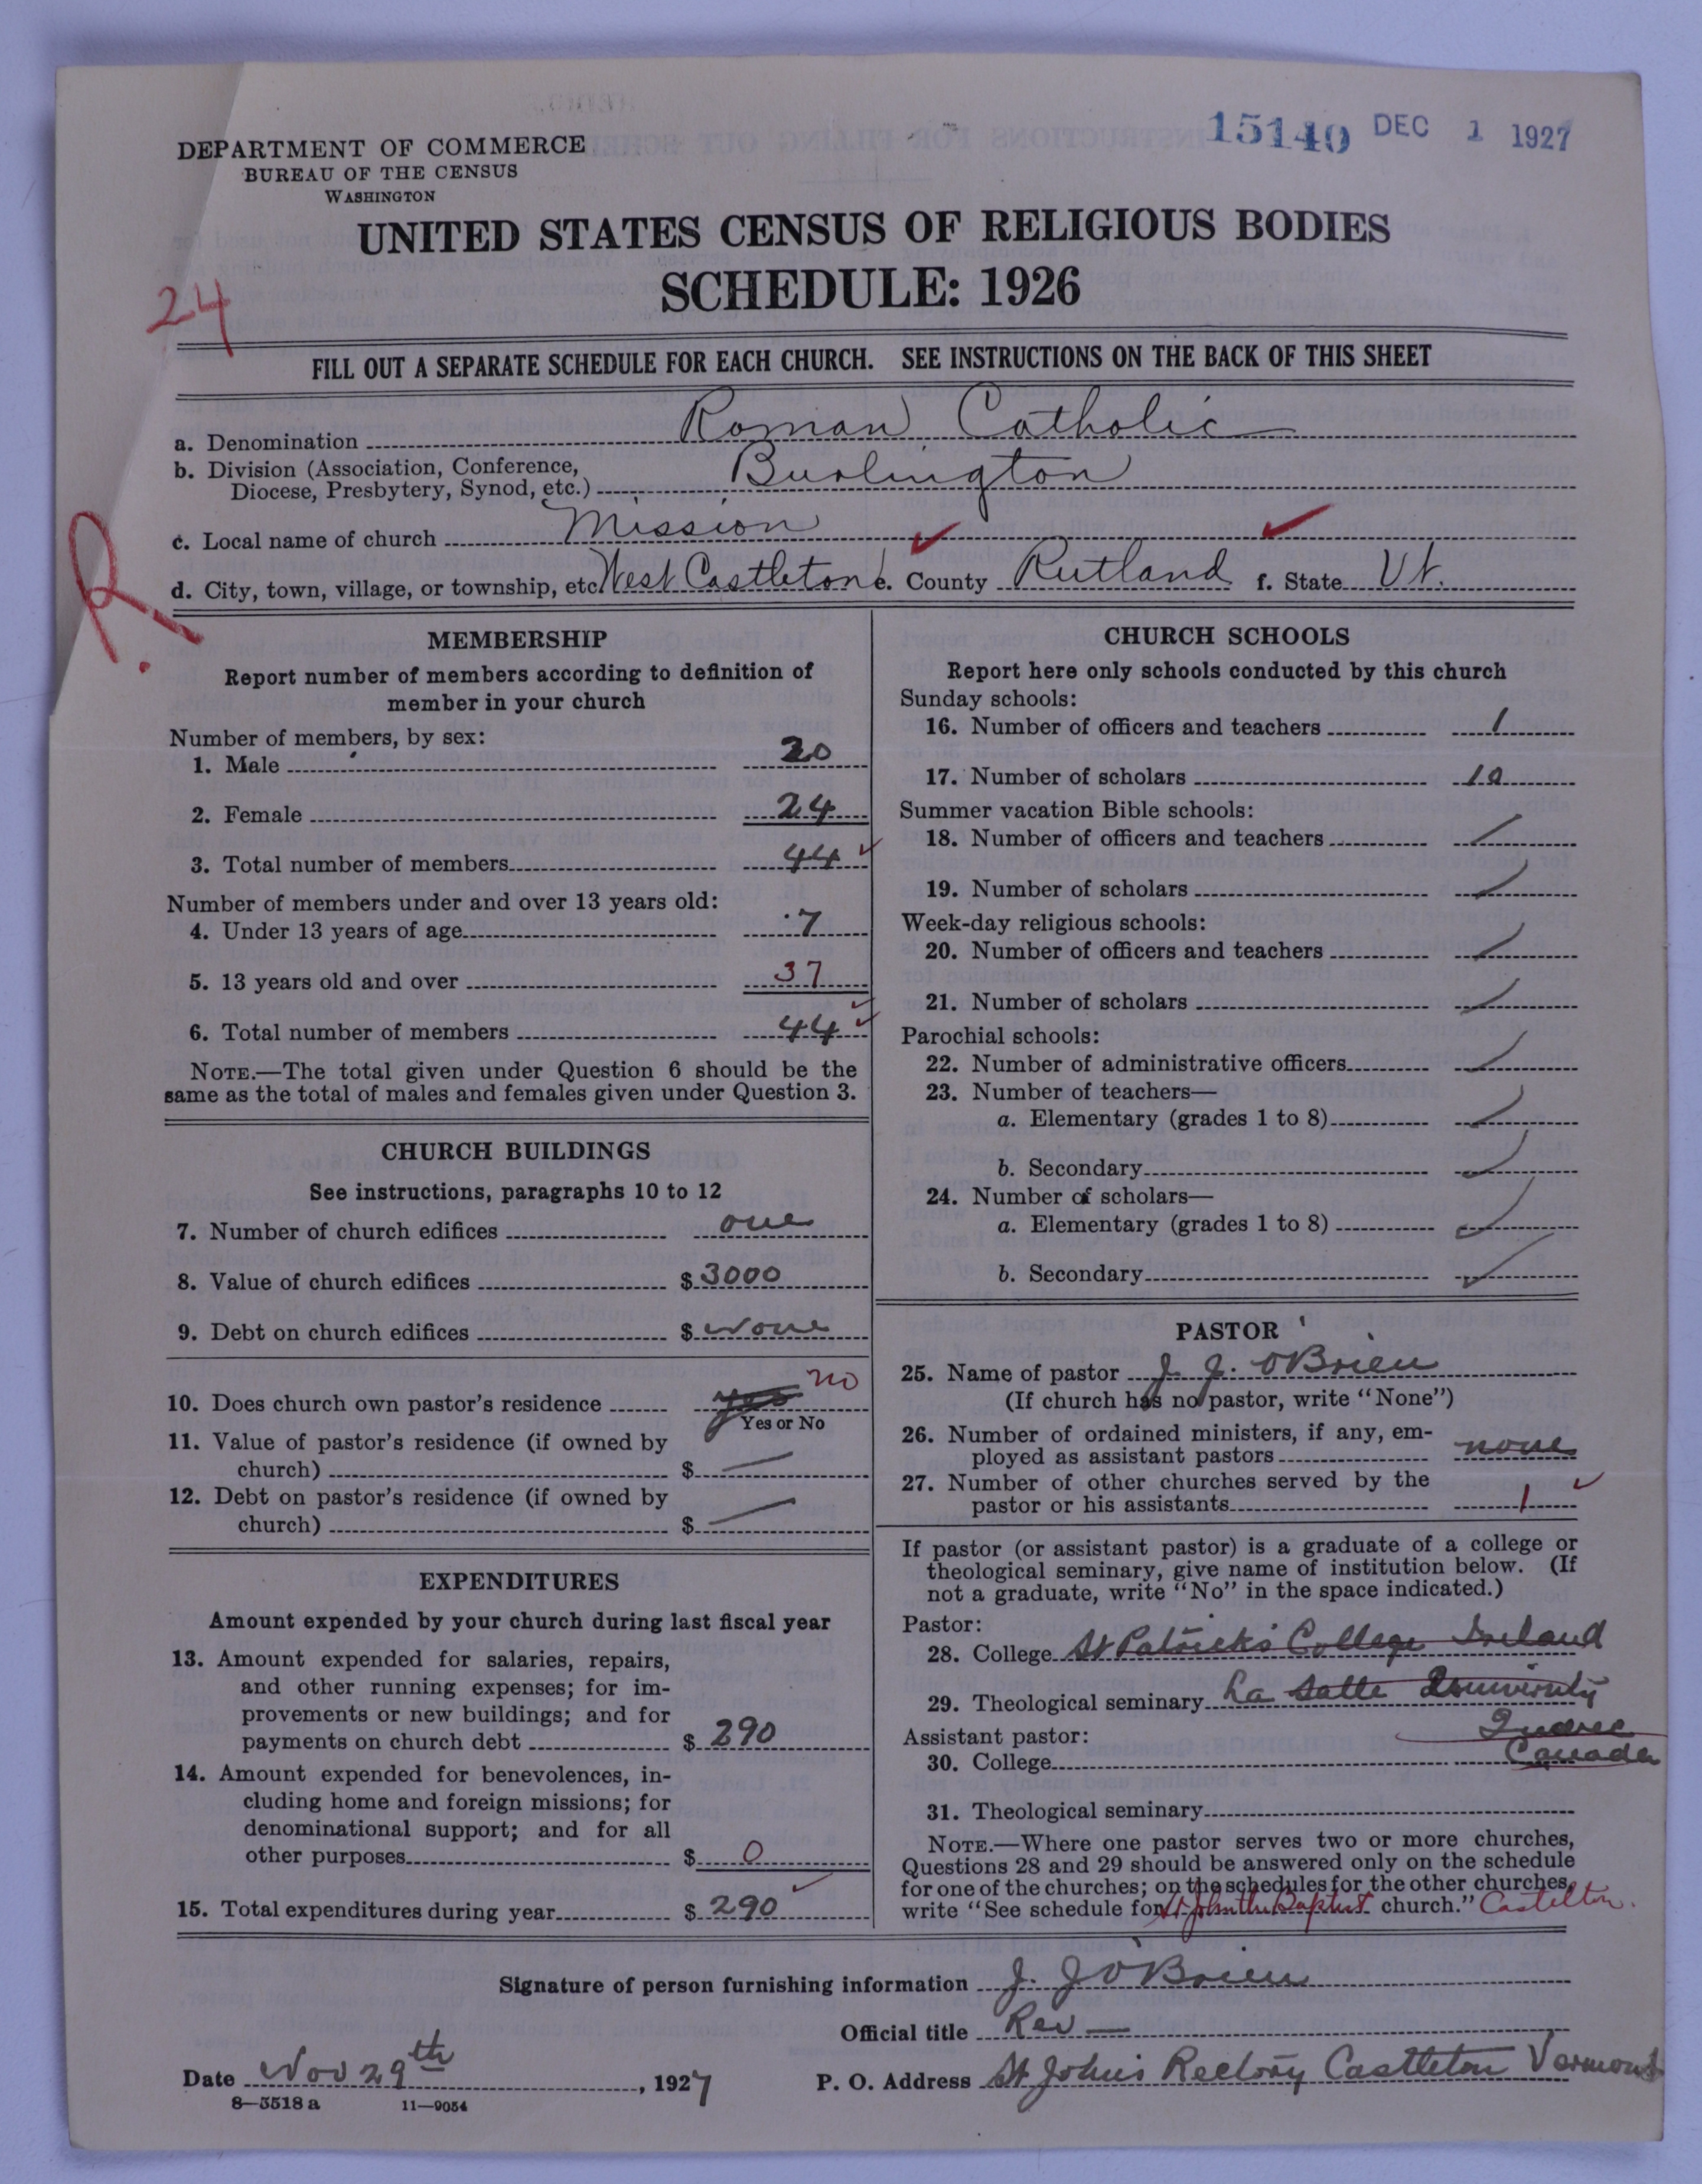 15140 DEC 1 1927
DEPARTMENT OF COMMERCE
BUREAU OF THE CENSUS
WASHINGTON
UNITED STATES CENSUS OF RELIGIOUS BODIES
SCHEDULE: 1926
24
FILL OUT A SEPARATE SCHEDULE FOR EACH CHURCH. SEE INSTRUCTIONS ON THE BACK OF THIS SHEET
a. Denomination Roman Catholic
b. Division (Association, Conference,
Diocese, Presbytery, Synod, etc.) Burlington
c. Local name of church Mission
R.
d. City, town, village, or township, etc. West Castleton e. County Rutland f. State Vt.
MEMBERSHIP
Report number of members according to definition of
member in your church
Number of members, by sex:
1. Male 20
2. Female 24
3. Total number of members 44
Number of members under and over 13 years old:
4. Under 13 years of age 7
5. 13 years old and over 37
6. Total number of members 44
NOTE.—The total given under Question 6 should be the
same as the total of males and females given under Question 3.
CHURCH BUILDINGS
See instructions, paragraphs 10 to 12
7. Number of church edifices one
8. Value of church edifices $ 3000
9. Debt on church edifices $ None
10. Does church own pastor's residence yes no
Yes or No
11. Value of pastor's residence (if owned by
church) $ —
12. Debt on pastor's residence (if owned by
church) $ —
EXPENDITURES
Amount expended by your church during last fiscal year
13. Amount expended for salaries, repairs,
and other running expenses; for im-
provements or new buildings; and for
payments on church debt $ 290
14. Amount expended for benevolences, in-
cluding home and foreign missions; for
denominational support; and for all
other purposes $ 0
15. Total expenditures during year $ 290
CHURCH SCHOOLS
Report here only schools conducted by this church
Sunday schools:
16. Number of officers and teachers 1
17. Number of scholars 10
Summer vacation Bible schools:
18. Number of officers and teachers
19. Number of scholars
Week-day religious schools:
20. Number of officers and teachers
21. Number of scholars
Parochial schools:
22. Number of administrative officers
23. Number of teachers—
a. Elementary (grades 1 to 8)
b. Secondary
24. Number of scholars—
a. Elementary (grades 1 to 8)
b. Secondary
PASTOR
25. Name of pastor J. J. O'Brien
(If church has no pastor, write "None")
26. Number of ordained ministers, if any, em-
ployed as assistant pastors none
27. Number of other churches served by the
pastor or his assistants 1
If pastor (or assistant pastor) is a graduate of a college or
theological seminary, give name of institution below. (If
not a graduate, write "No" in the space indicated.)
Pastor:
28. College St Patrick's College Ireland
29. Theological seminary La Salle University
Assistant pastor: Quebec
30. College Canada
31. Theological seminary
NOTE.—Where one pastor serves two or more churches,
Questions 28 and 29 should be answered only on the schedule
for one of the churches; on the schedules for the other churches,
write "See schedule for St John the Baptist church." Castelton.
Signature of person furnishing information J. J O'Brien
Official title Rev —
Date Nov 29th, 1927 P. O. Address St John's Rectory Castleton Vermont
8—5518 a 11—9054